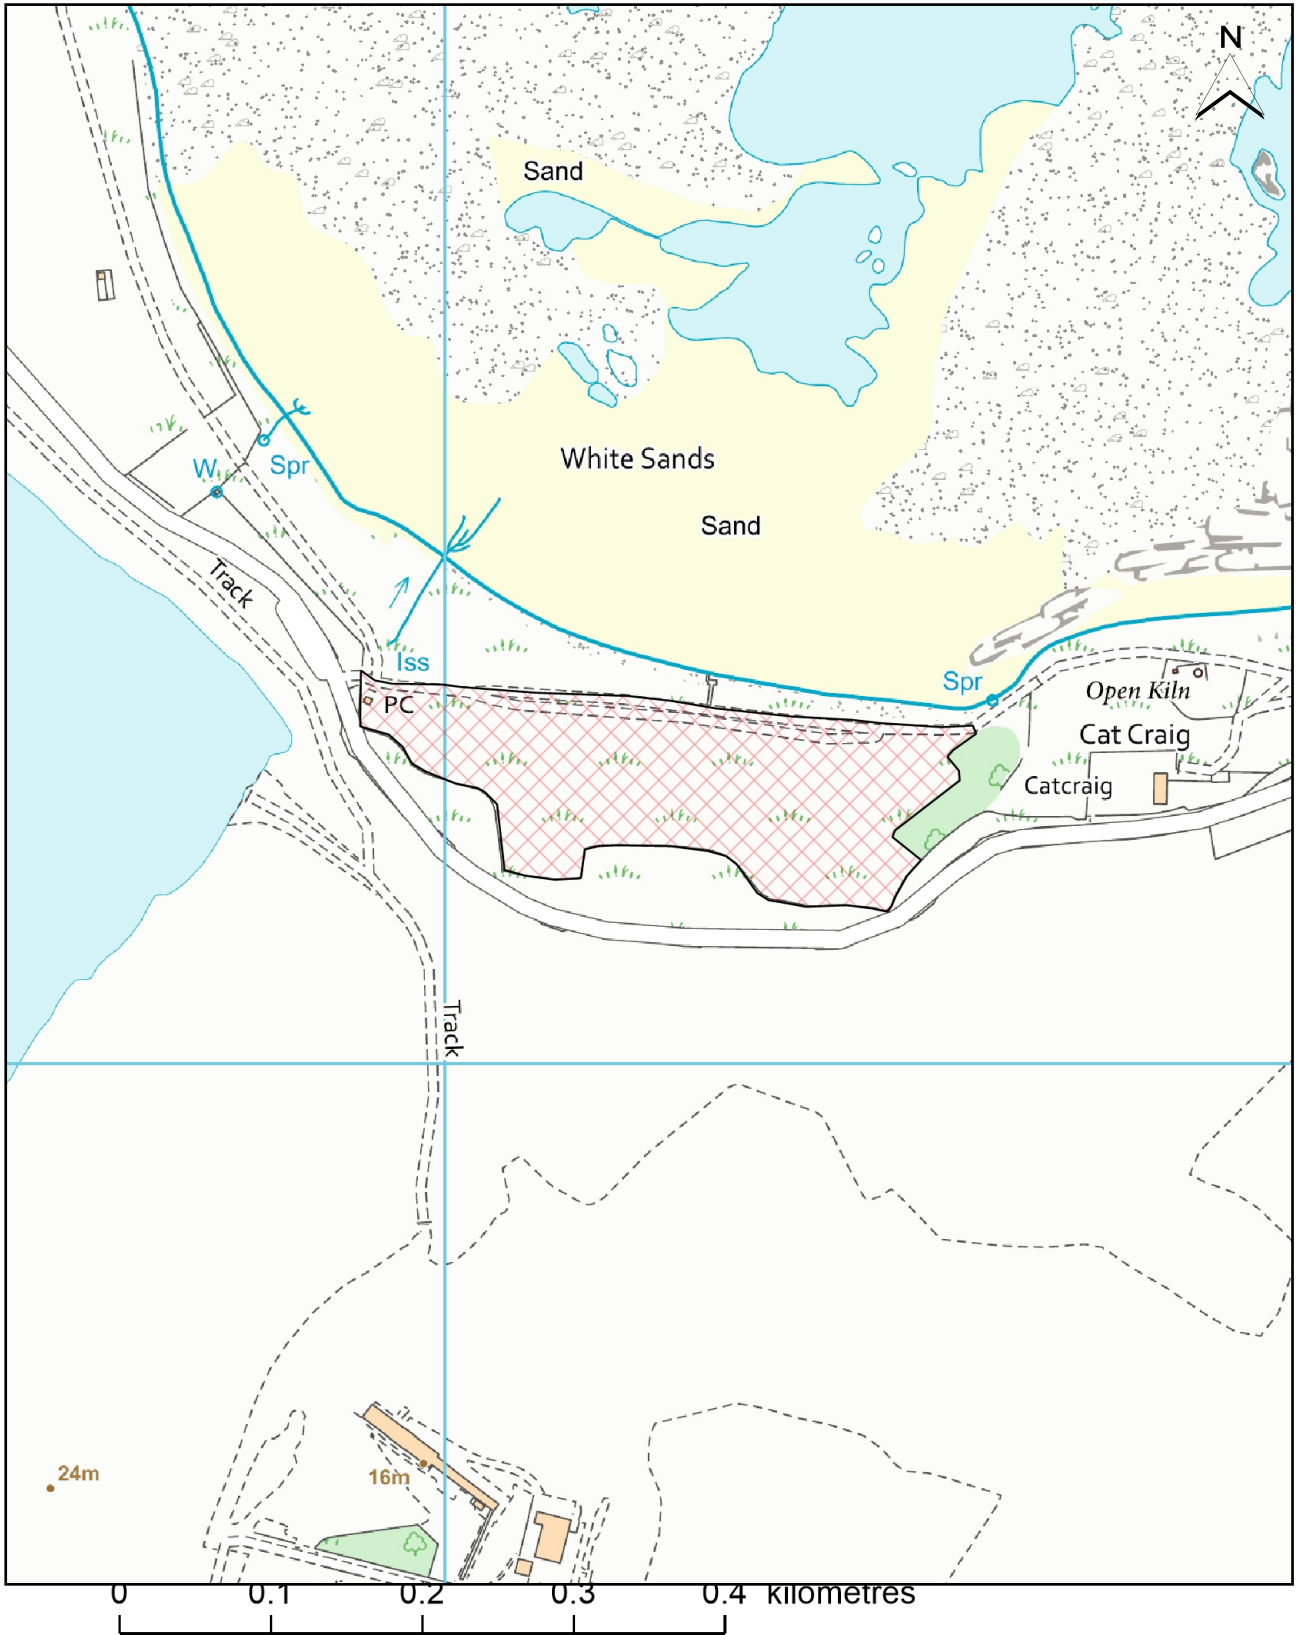 N
Sand
White Sands
W
Spr
Sand
Track
Iss
Spr
Open Kiln
PC
Cat Craig
Catcraig
Track
24m
16m
0 0.1 0.2 0.3 0.4 kilometres